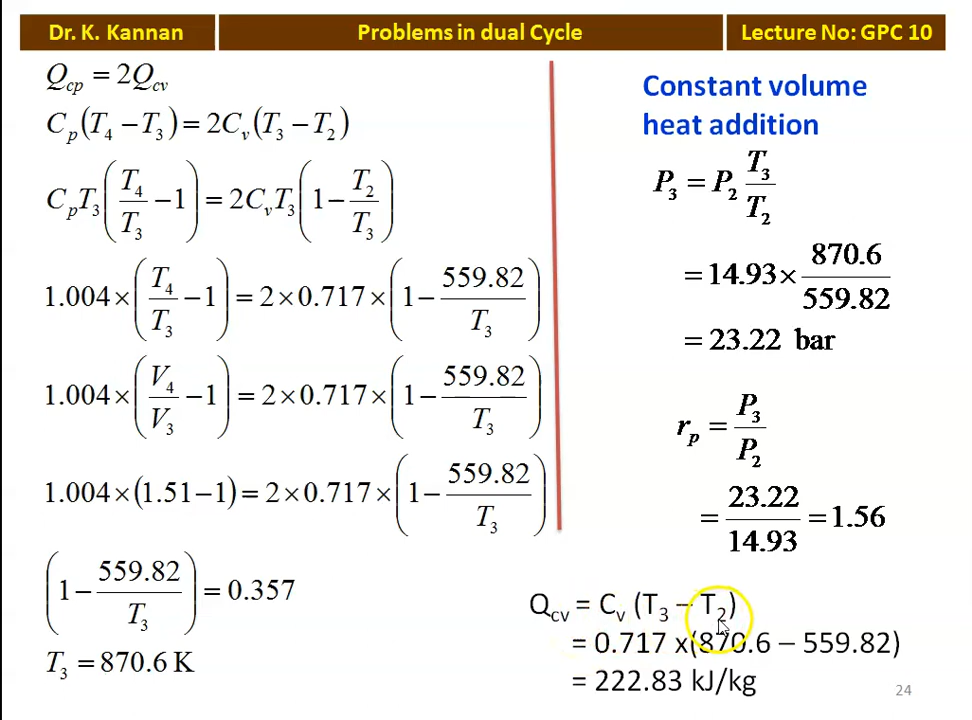 Dr. K. Kannan
Problems in dual Cycle
Lecture No: GPC 10
Q_cp = 2Q_cv
C_p(T_4 − T_3) = 2C_v(T_3 − T_2)
C_pT_3(T_4/T_3 − 1) = 2C_vT_3(1 − T_2/T_3)
1.004×(T_4/T_3 − 1) = 2×0.717×(1 − 559.82/T_3)
1.004×(V_4/V_3 − 1) = 2×0.717×(1 − 559.82/T_3)
1.004×(1.51−1) = 2×0.717×(1 − 559.82/T_3)
(1 − 559.82/T_3) = 0.357
T_3 = 870.6 K
Constant volume
heat addition
P_3 = P_2 T_3/T_2
= 14.93× 870.6/559.82
= 23.22 bar
r_p = P_3/P_2
= 23.22/14.93 = 1.56
Q_cv = C_v (T_3 – T_2)
= 0.717 x(870.6 – 559.82)
= 222.83 kJ/kg
24